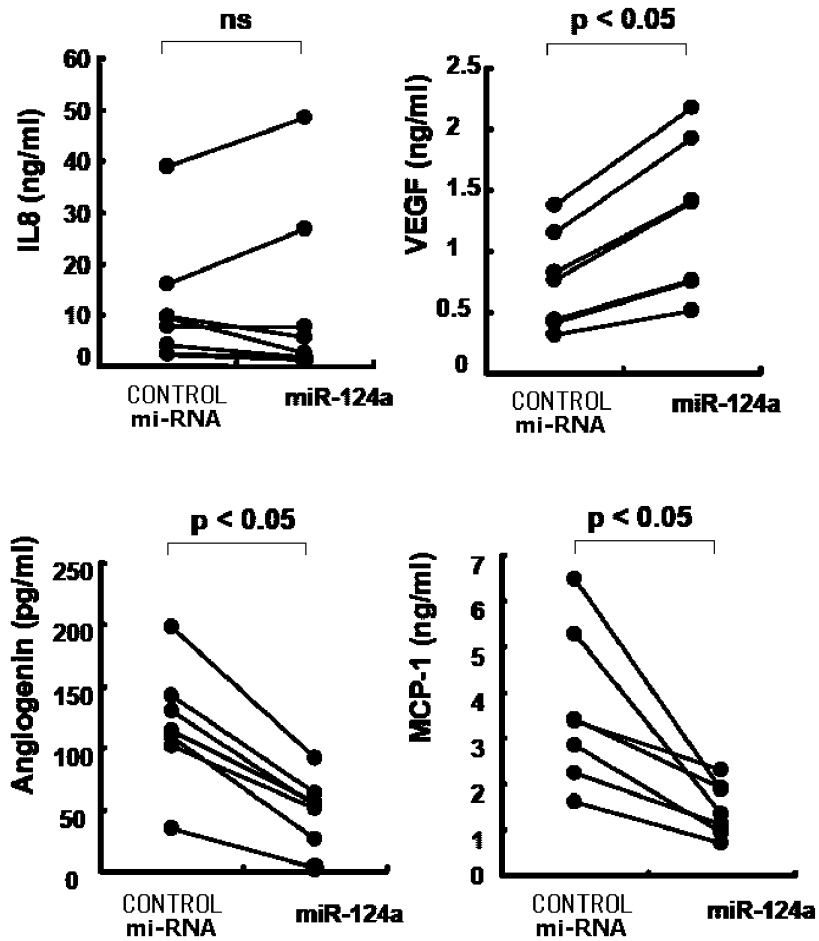 ns
60
50
40
30
20
10
0
IL8 (ng/ml)
CONTROL
mi-RNA
miR-124a
p < 0.05
2.5
2
1.5
1
0.5
0
VEGF (ng/ml)
CONTROL
mi-RNA
miR-124a
p < 0.05
250
200
150
100
50
0
Angiogenin (pg/ml)
CONTROL
mi-RNA
miR-124a
p < 0.05
7
6
5
4
3
2
1
0
MCP-1 (ng/ml)
CONTROL
mi-RNA
miR-124a